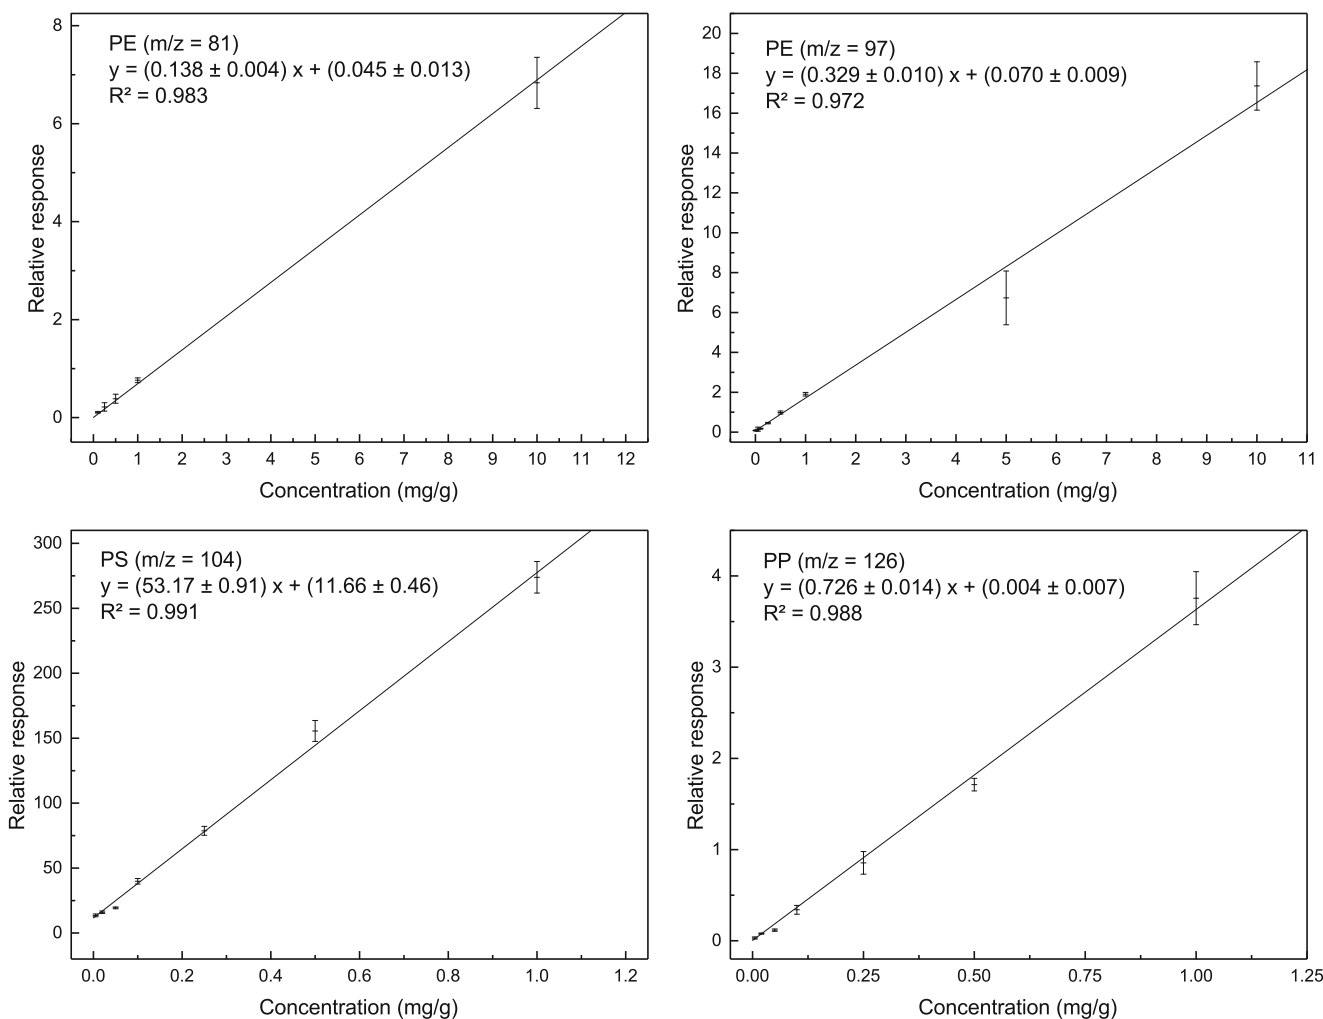 PE (m/z = 81)
y = (0.138 ± 0.004) x + (0.045 ± 0.013)
R² = 0.983
8
6
4
2
0
Relative response
0 1 2 3 4 5 6 7 8 9 10 11 12
Concentration (mg/g)
PE (m/z = 97)
y = (0.329 ± 0.010) x + (0.070 ± 0.009)
R² = 0.972
20
18
16
14
12
10
8
6
4
2
0
Relative response
0 1 2 3 4 5 6 7 8 9 10 11
Concentration (mg/g)
PS (m/z = 104)
y = (53.17 ± 0.91) x + (11.66 ± 0.46)
R² = 0.991
300
250
200
150
100
50
0
Relative response
0.0 0.2 0.4 0.6 0.8 1.0 1.2
Concentration (mg/g)
PP (m/z = 126)
y = (0.726 ± 0.014) x + (0.004 ± 0.007)
R² = 0.988
4
3
2
1
0
Relative response
0.00 0.25 0.50 0.75 1.00 1.25
Concentration (mg/g)